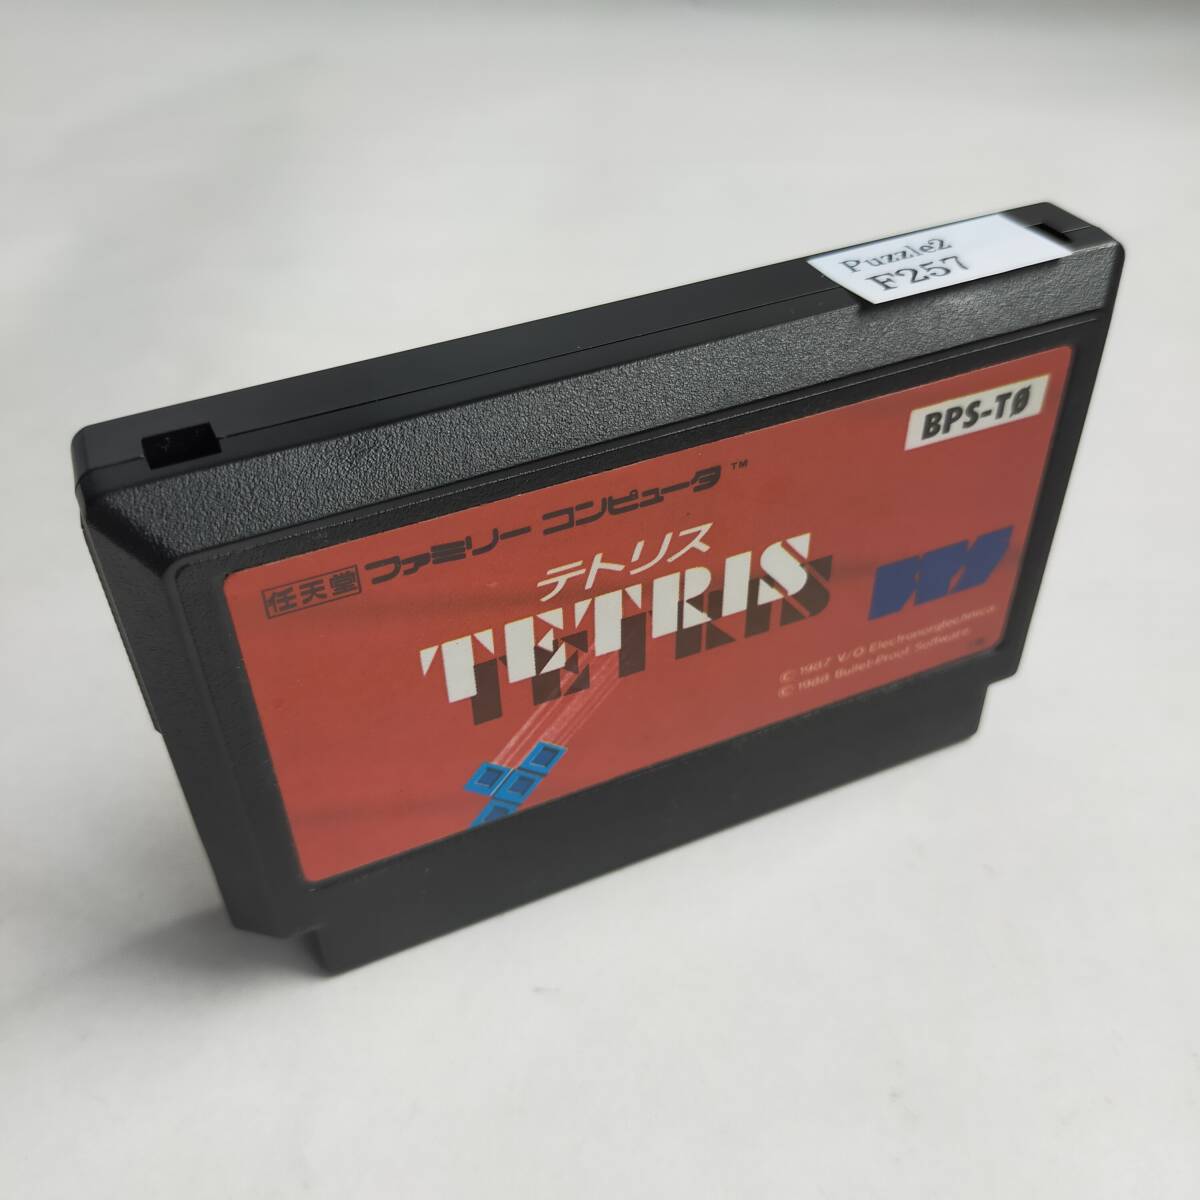 Puzzle2
F257
BPS-TØ
任天堂 ファミリー コンピュータ™
テトリス
TETRIS
BPS
© 1987 V/O Electronorgtechnica
© 1988 Bullet-Proof Software